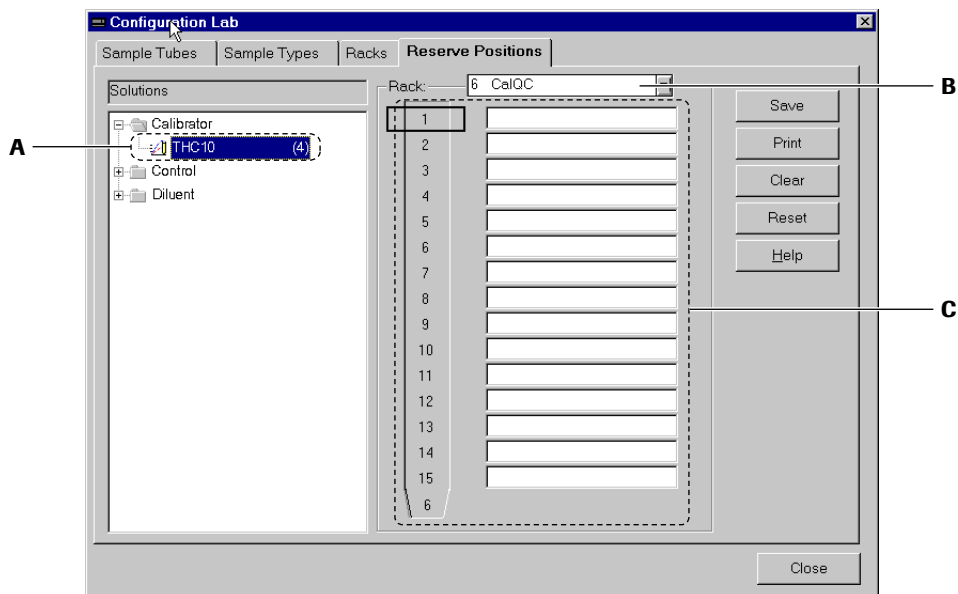 Configuration Lab
Sample Tubes Sample Types Racks Reserve Positions
Solutions
Calibrator
THC10 (4)
Control
Diluent
Rack: 6 CalQC
1
2
3
4
5
6
7
8
9
10
11
12
13
14
15
6
Save
Print
Clear
Reset
Help
Close
A
B
C